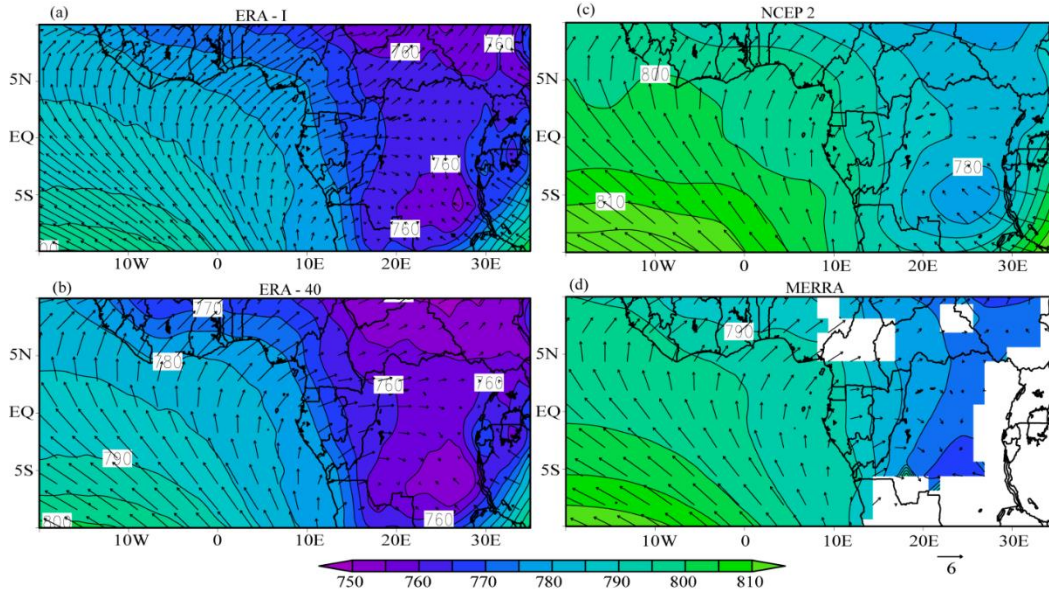 (a) ERA - I
760 760
5N
EQ
760
5S
760
10W 0 10E 20E 30E
(c) NCEP 2
800
5N
EQ
780
5S
810
10W 0 10E 20E 30E
(b) ERA - 40
770
5N
780
760 760
EQ
790
5S
760
10W 0 10E 20E 30E
(d) MERRA
790
5N
EQ
5S
10W 0 10E 20E 30E
6
750 760 770 780 790 800 810